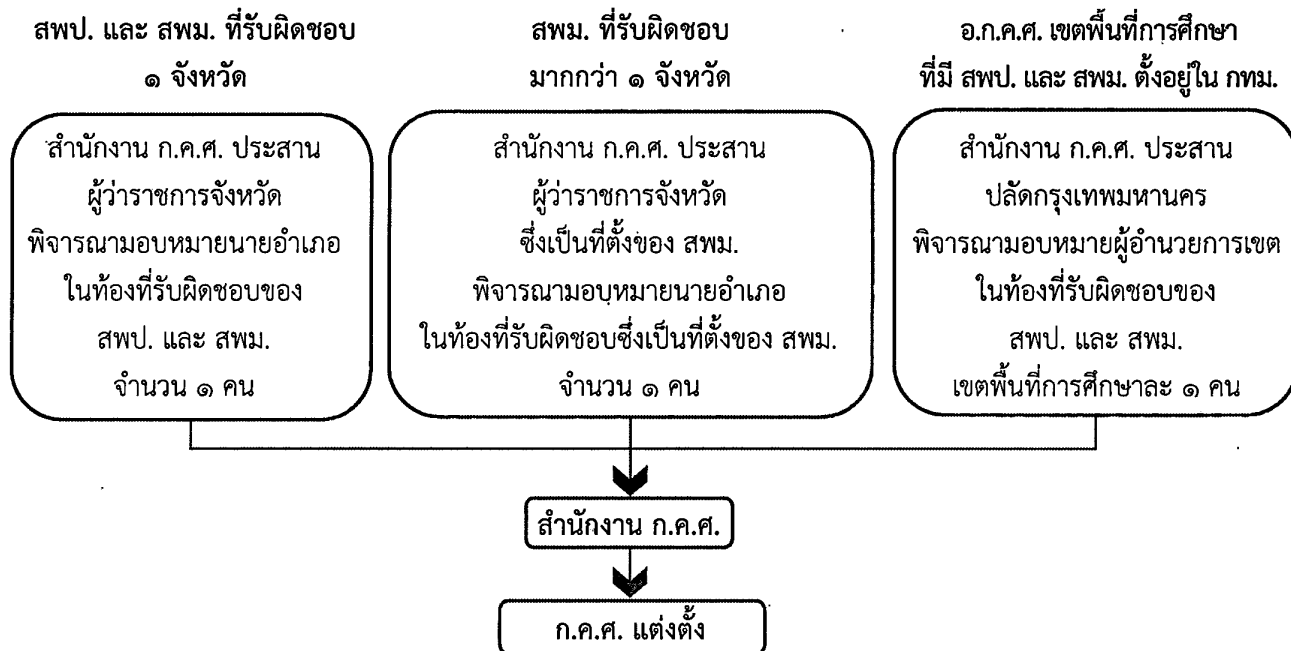 สพป. และ สพม. ที่รับผิดชอบ
๑ จังหวัด
สำนักงาน ก.ค.ศ. ประสาน
ผู้ว่าราชการจังหวัด
พิจารณามอบหมายนายอำเภอ
ในท้องที่รับผิดชอบของ
สพป. และ สพม.
จำนวน ๑ คน
สพม. ที่รับผิดชอบ
มากกว่า ๑ จังหวัด
สำนักงาน ก.ค.ศ. ประสาน
ผู้ว่าราชการจังหวัด
ซึ่งเป็นที่ตั้งของ สพม.
พิจารณามอบหมายนายอำเภอ
ในท้องที่รับผิดชอบซึ่งเป็นที่ตั้งของ สพม.
จำนวน ๑ คน
อ.ก.ค.ศ. เขตพื้นที่การศึกษา
ที่มี สพป. และ สพม. ตั้งอยู่ใน กทม.
สำนักงาน ก.ค.ศ. ประสาน
ปลัดกรุงเทพมหานคร
พิจารณามอบหมายผู้อำนวยการเขต
ในท้องที่รับผิดชอบของ
สพป. และ สพม.
เขตพื้นที่การศึกษาละ ๑ คน
สำนักงาน ก.ค.ศ.
ก.ค.ศ. แต่งตั้ง